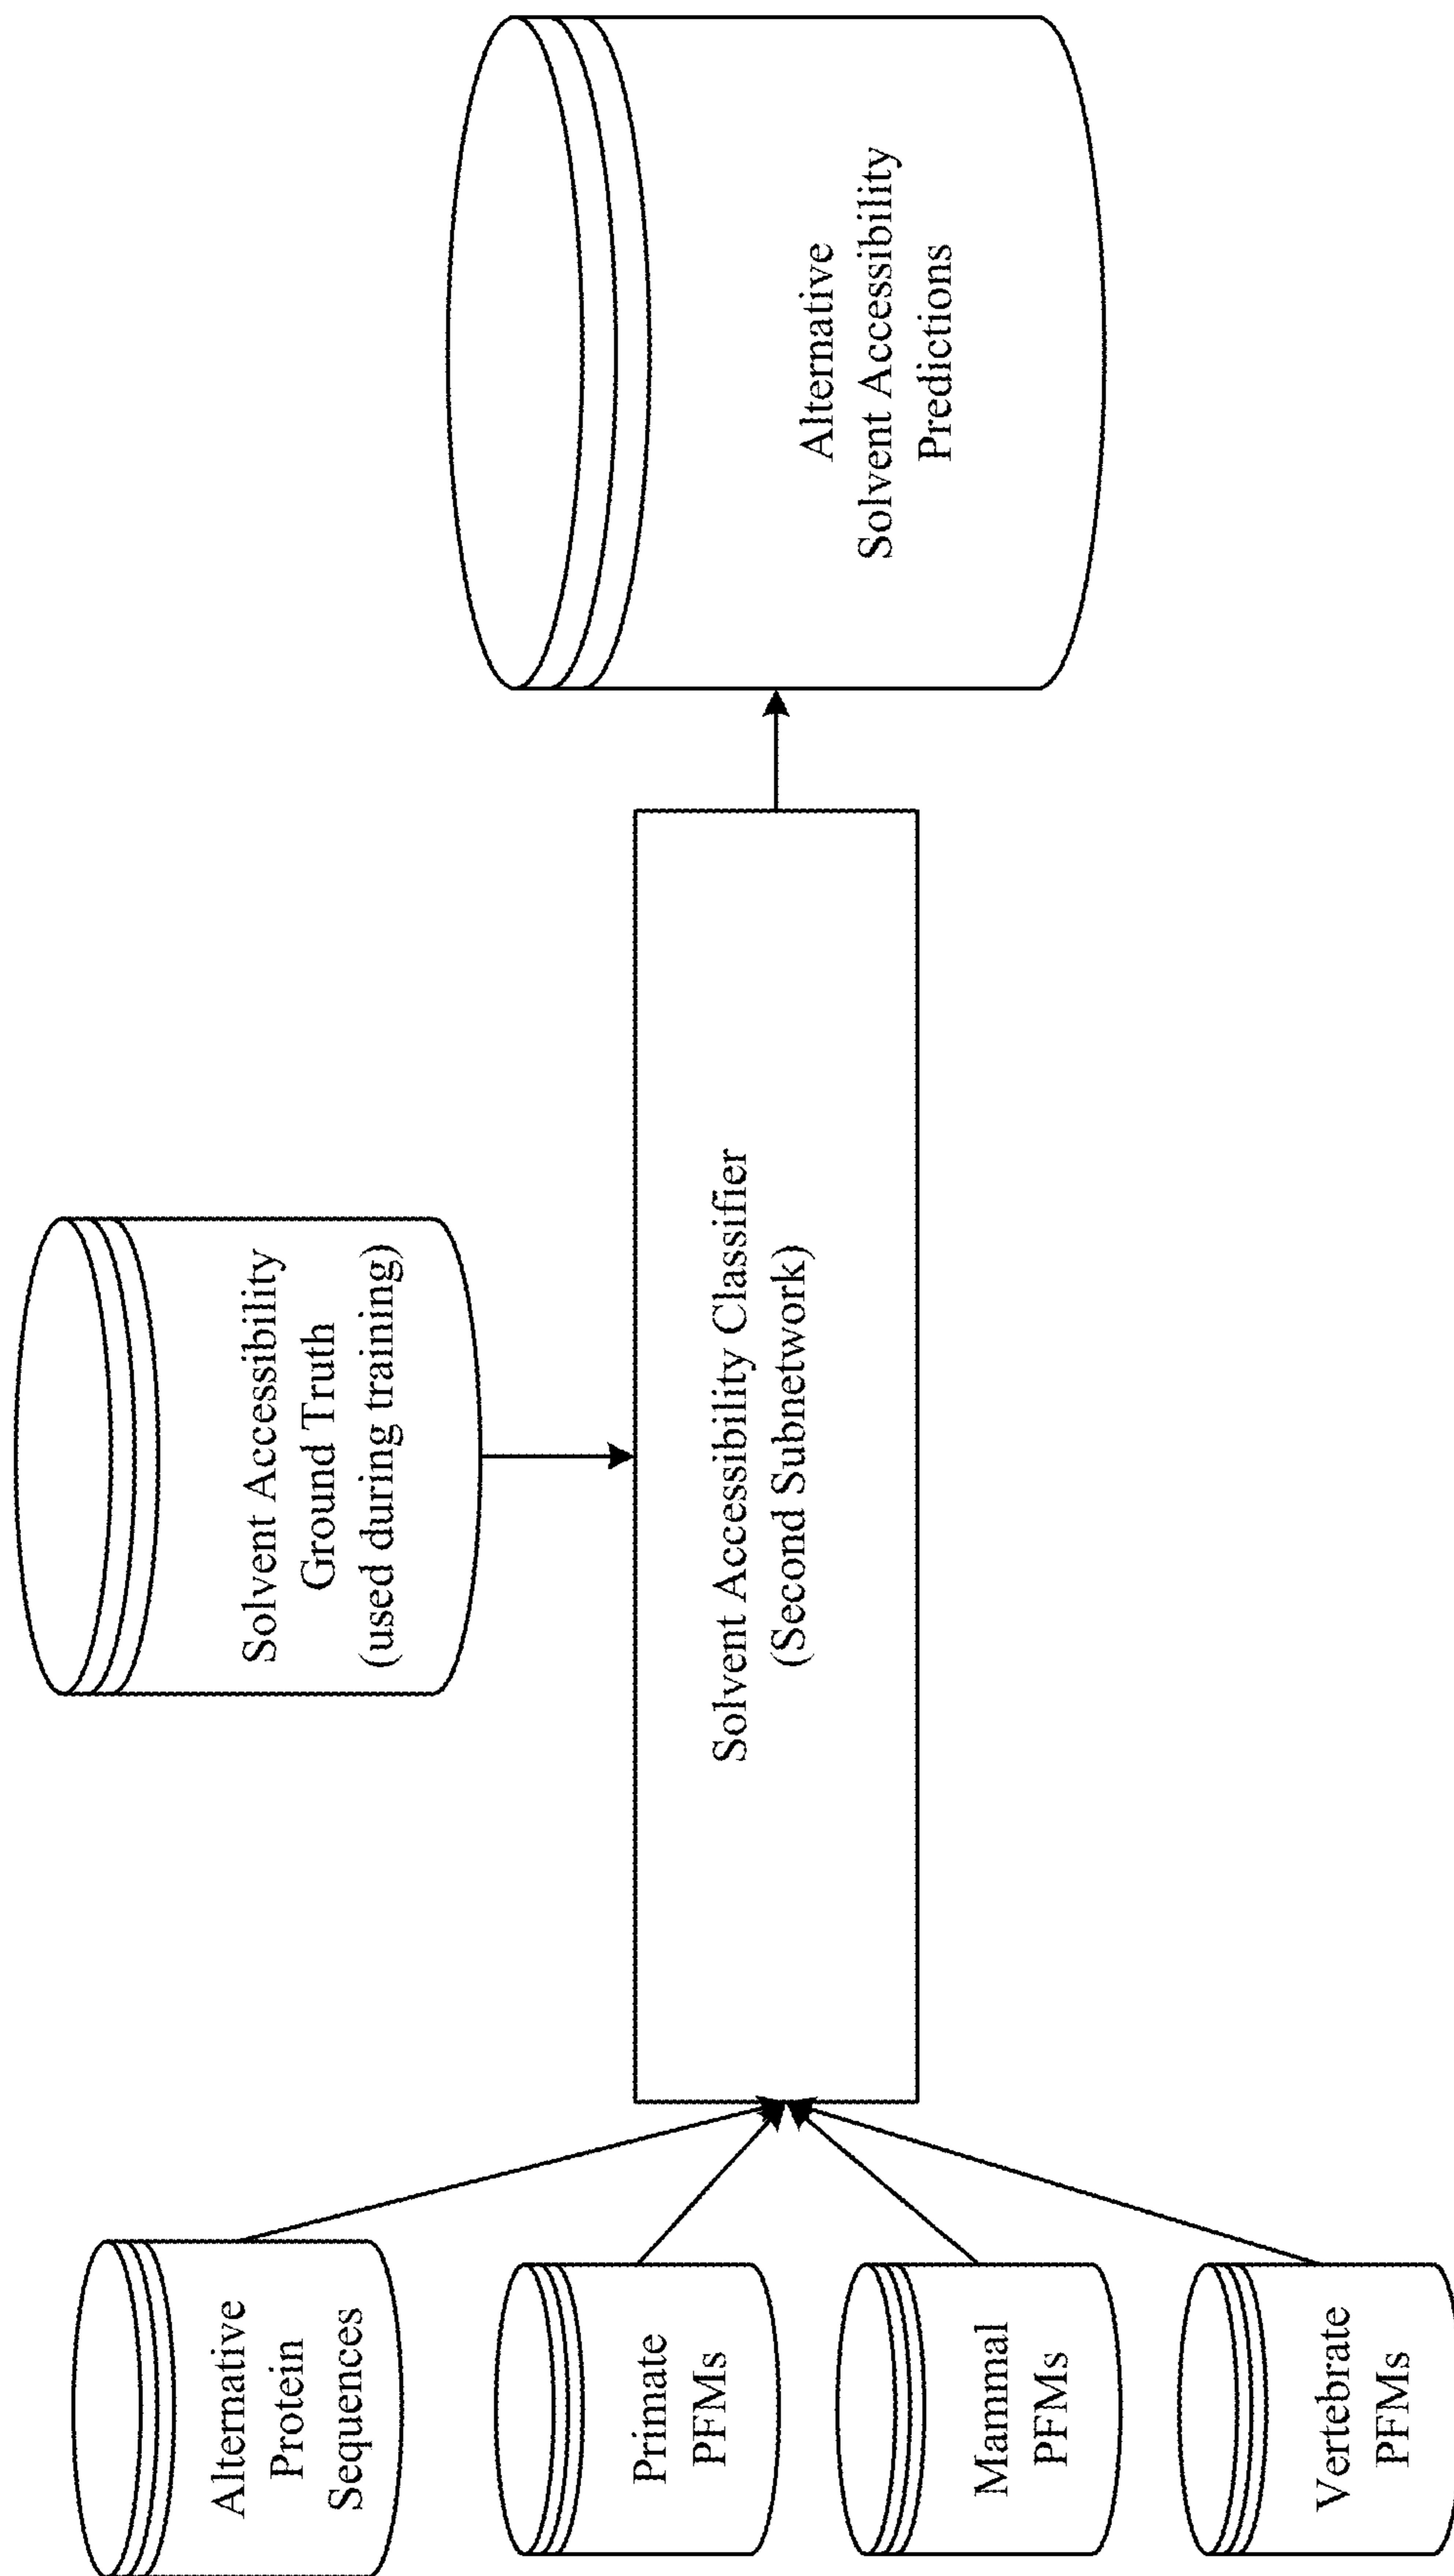 Solvent Accessibility
Ground Truth
(used during training)
Alternative
Protein
Sequences
Primate
PFMs
Mammal
PFMs
Vertebrate
PFMs
Solvent Accessibility Classifier
(Second Subnetwork)
Alternative
Solvent Accessibility
Predictions